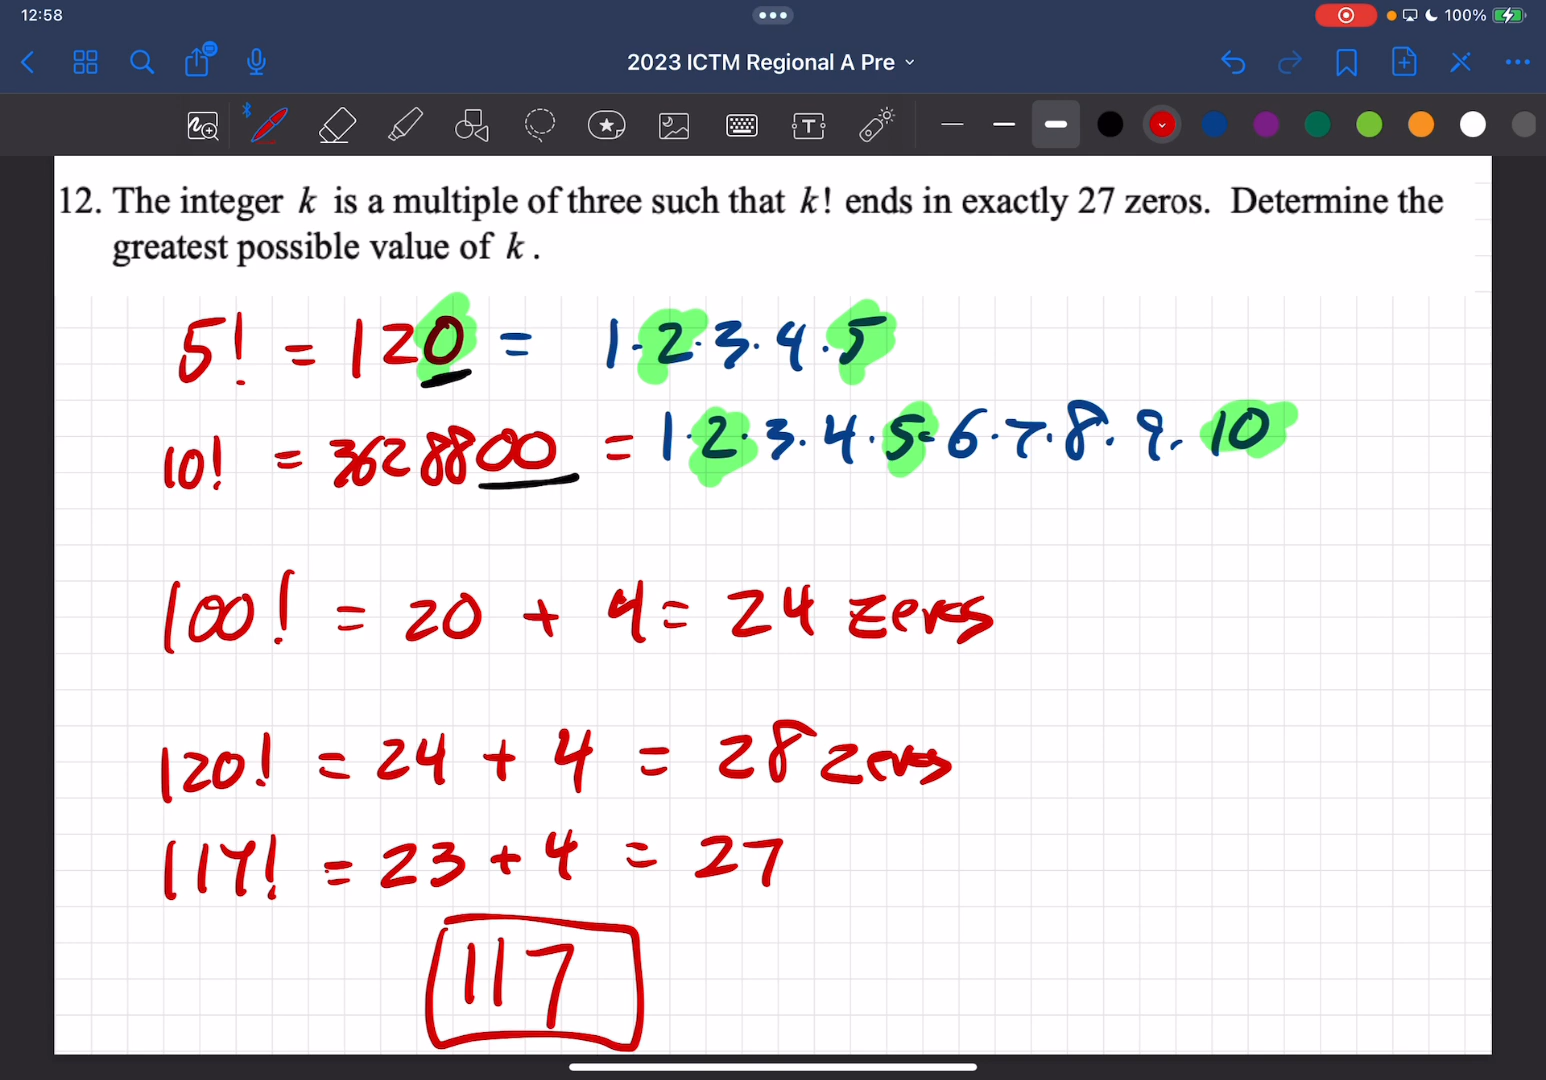 12:58
100%
2023 ICTM Regional A Pre
T
12. The integer k is a multiple of three such that k! ends in exactly 27 zeros. Determine the
greatest possible value of k.
5! = 120 = 1·2·3·4·5
10! = 3628800 = 1·2·3·4·5·6·7·8·9·10
100! = 20 + 4 = 24 zeros
120! = 24 + 4 = 28 zeros
119! = 23 + 4 = 27
117